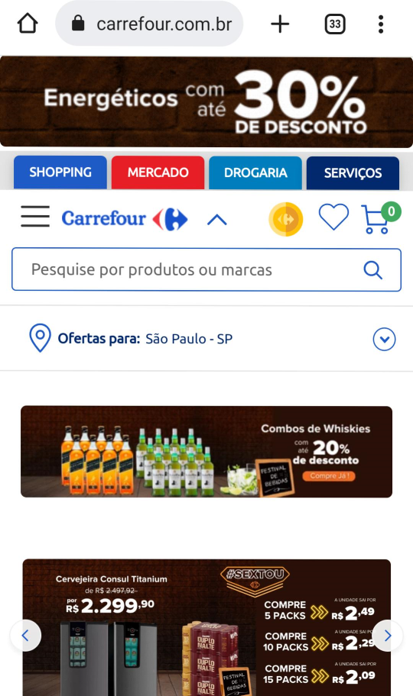 carrefour.com.br
33
Energéticos com até 30% DE DESCONTO
SHOPPING
MERCADO
DROGARIA
SERVIÇOS
Carrefour
0
Pesquise por produtos ou marcas
Ofertas para: São Paulo - SP
Combos de Whiskies
com até 20%
de desconto
FESTIVAL DE BEBIDAS
Compre Já!
#SEXTOU
Cervejeira Consul Titanium
de R$ 2.497,92
por R$ 2.299,90
DUPLO MALTE
FESTIVAL DE BEBIDAS
COMPRE 5 PACKS
A UNIDADE SAI POR
R$ 2,49
COMPRE 10 PACKS
A UNIDADE SAI POR
R$ 2,29
COMPRE 15 PACKS
A UNIDADE SAI POR
R$ 2,09